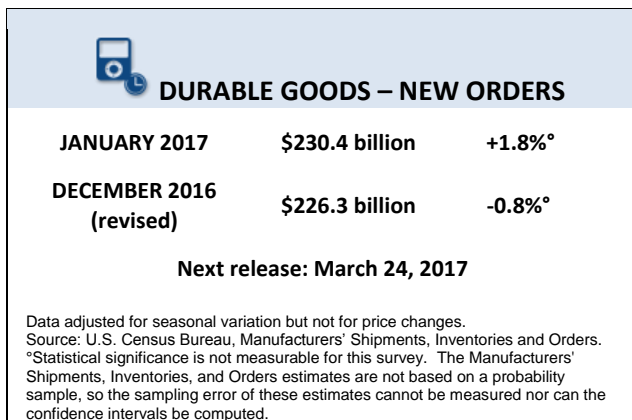 DURABLE GOODS – NEW ORDERS
JANUARY 2017 $230.4 billion +1.8%°
DECEMBER 2016
(revised) $226.3 billion -0.8%°
Next release: March 24, 2017
Data adjusted for seasonal variation but not for price changes.
Source: U.S. Census Bureau, Manufacturers’ Shipments, Inventories and Orders.
°Statistical significance is not measurable for this survey. The Manufacturers’
Shipments, Inventories, and Orders estimates are not based on a probability
sample, so the sampling error of these estimates cannot be measured nor can the
confidence intervals be computed.